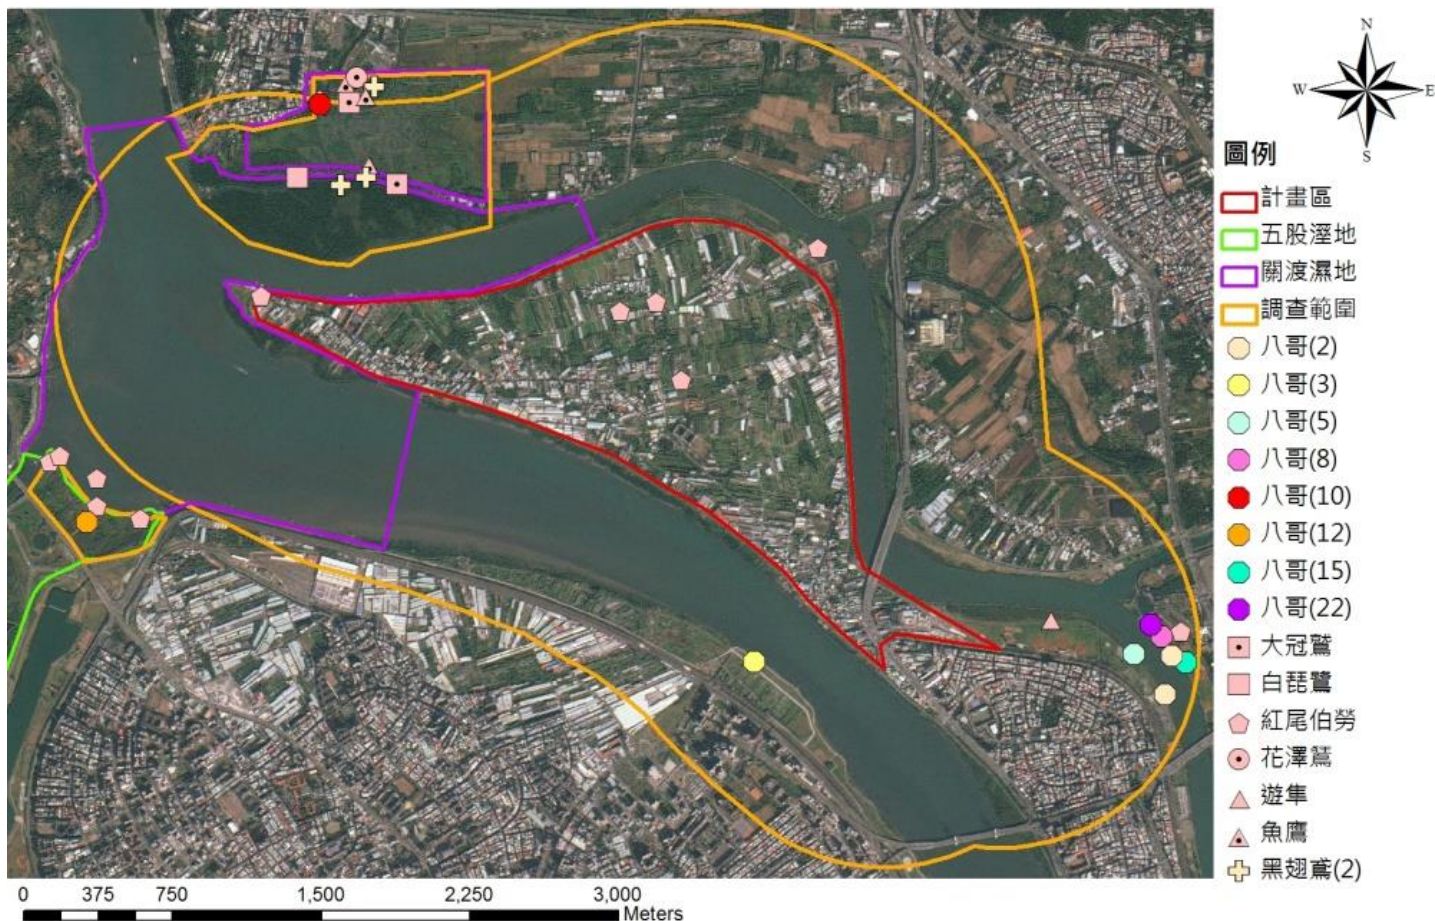 N
W E
S
圖例
計畫區
五股溼地
關渡濕地
調查範圍
八哥(2)
八哥(3)
八哥(5)
八哥(8)
八哥(10)
八哥(12)
八哥(15)
八哥(22)
大冠鷲
白琵鷺
紅尾伯勞
花澤鵟
遊隼
魚鷹
黑翅鳶(2)
0 375 750 1,500 2,250 3,000
Meters